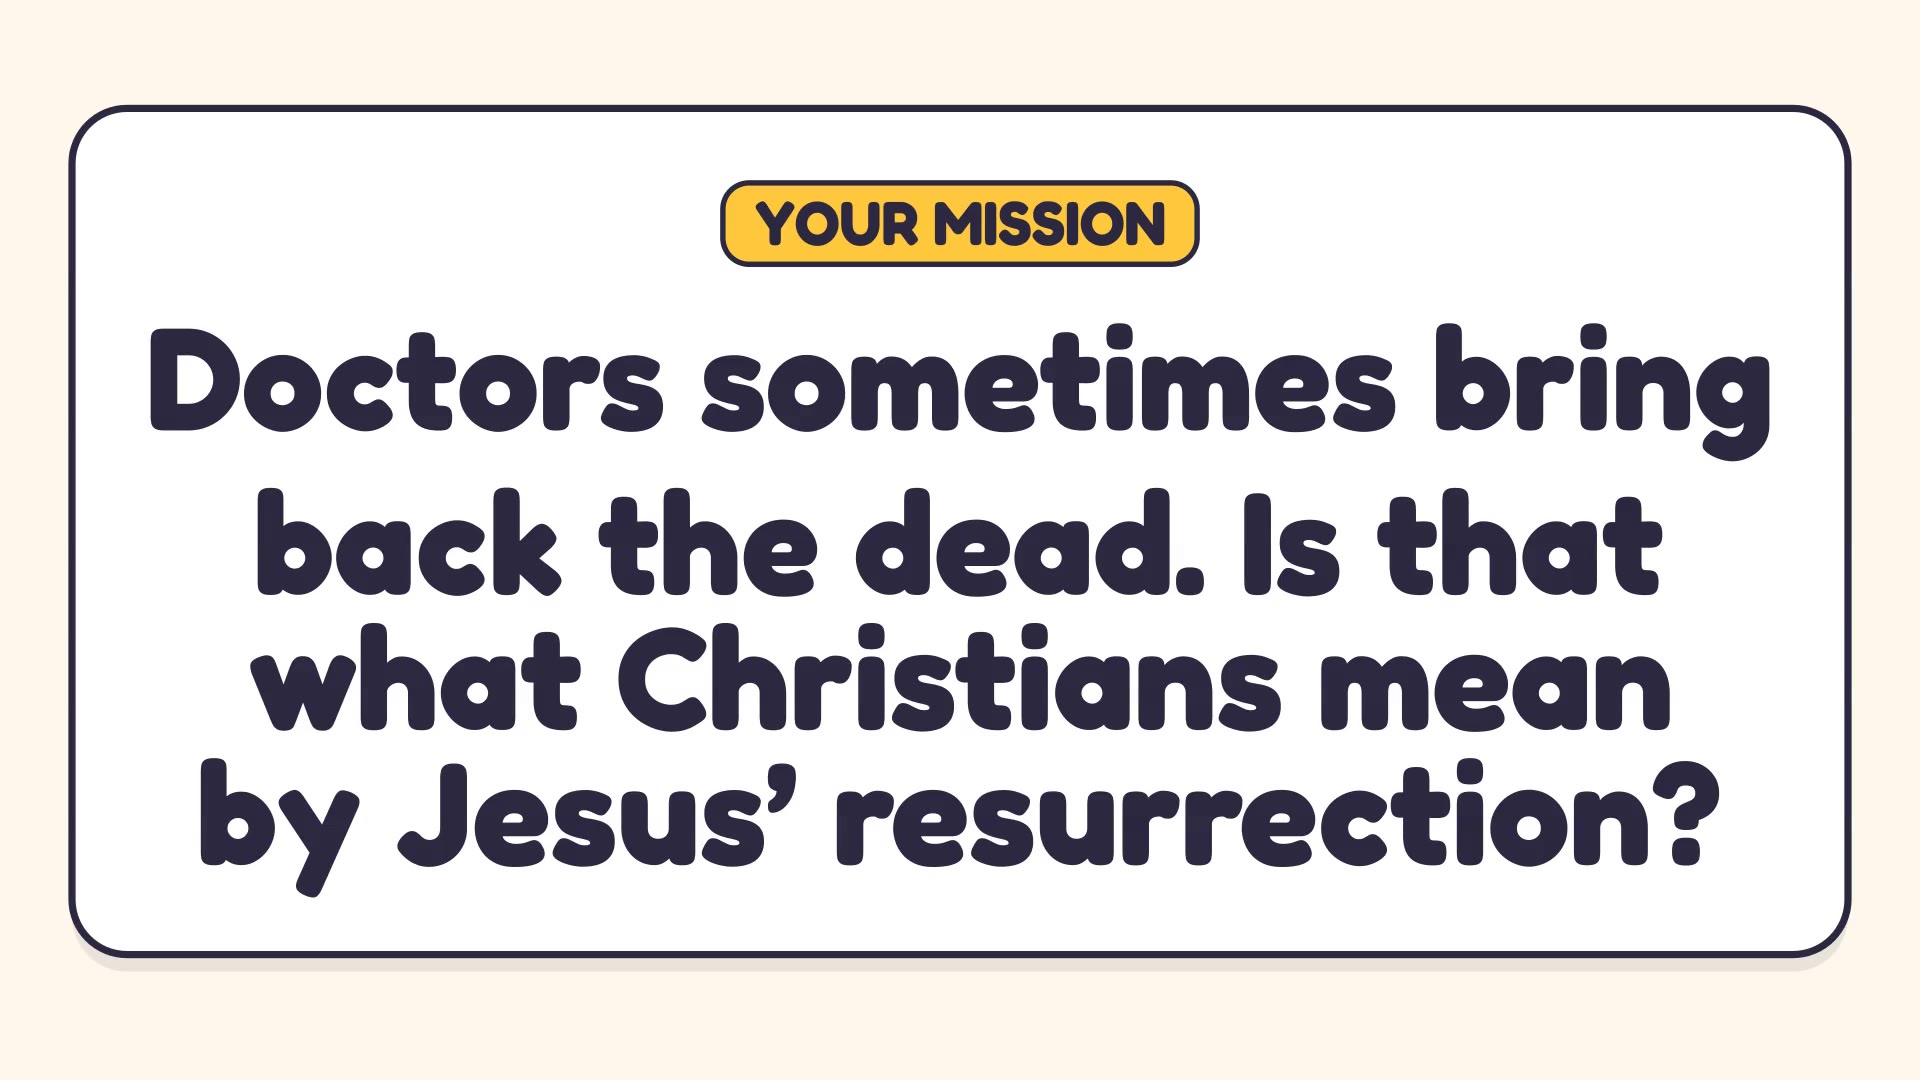 YOUR MISSION
Doctors sometimes bring
back the dead. Is that
what Christians mean
by Jesus’ resurrection?